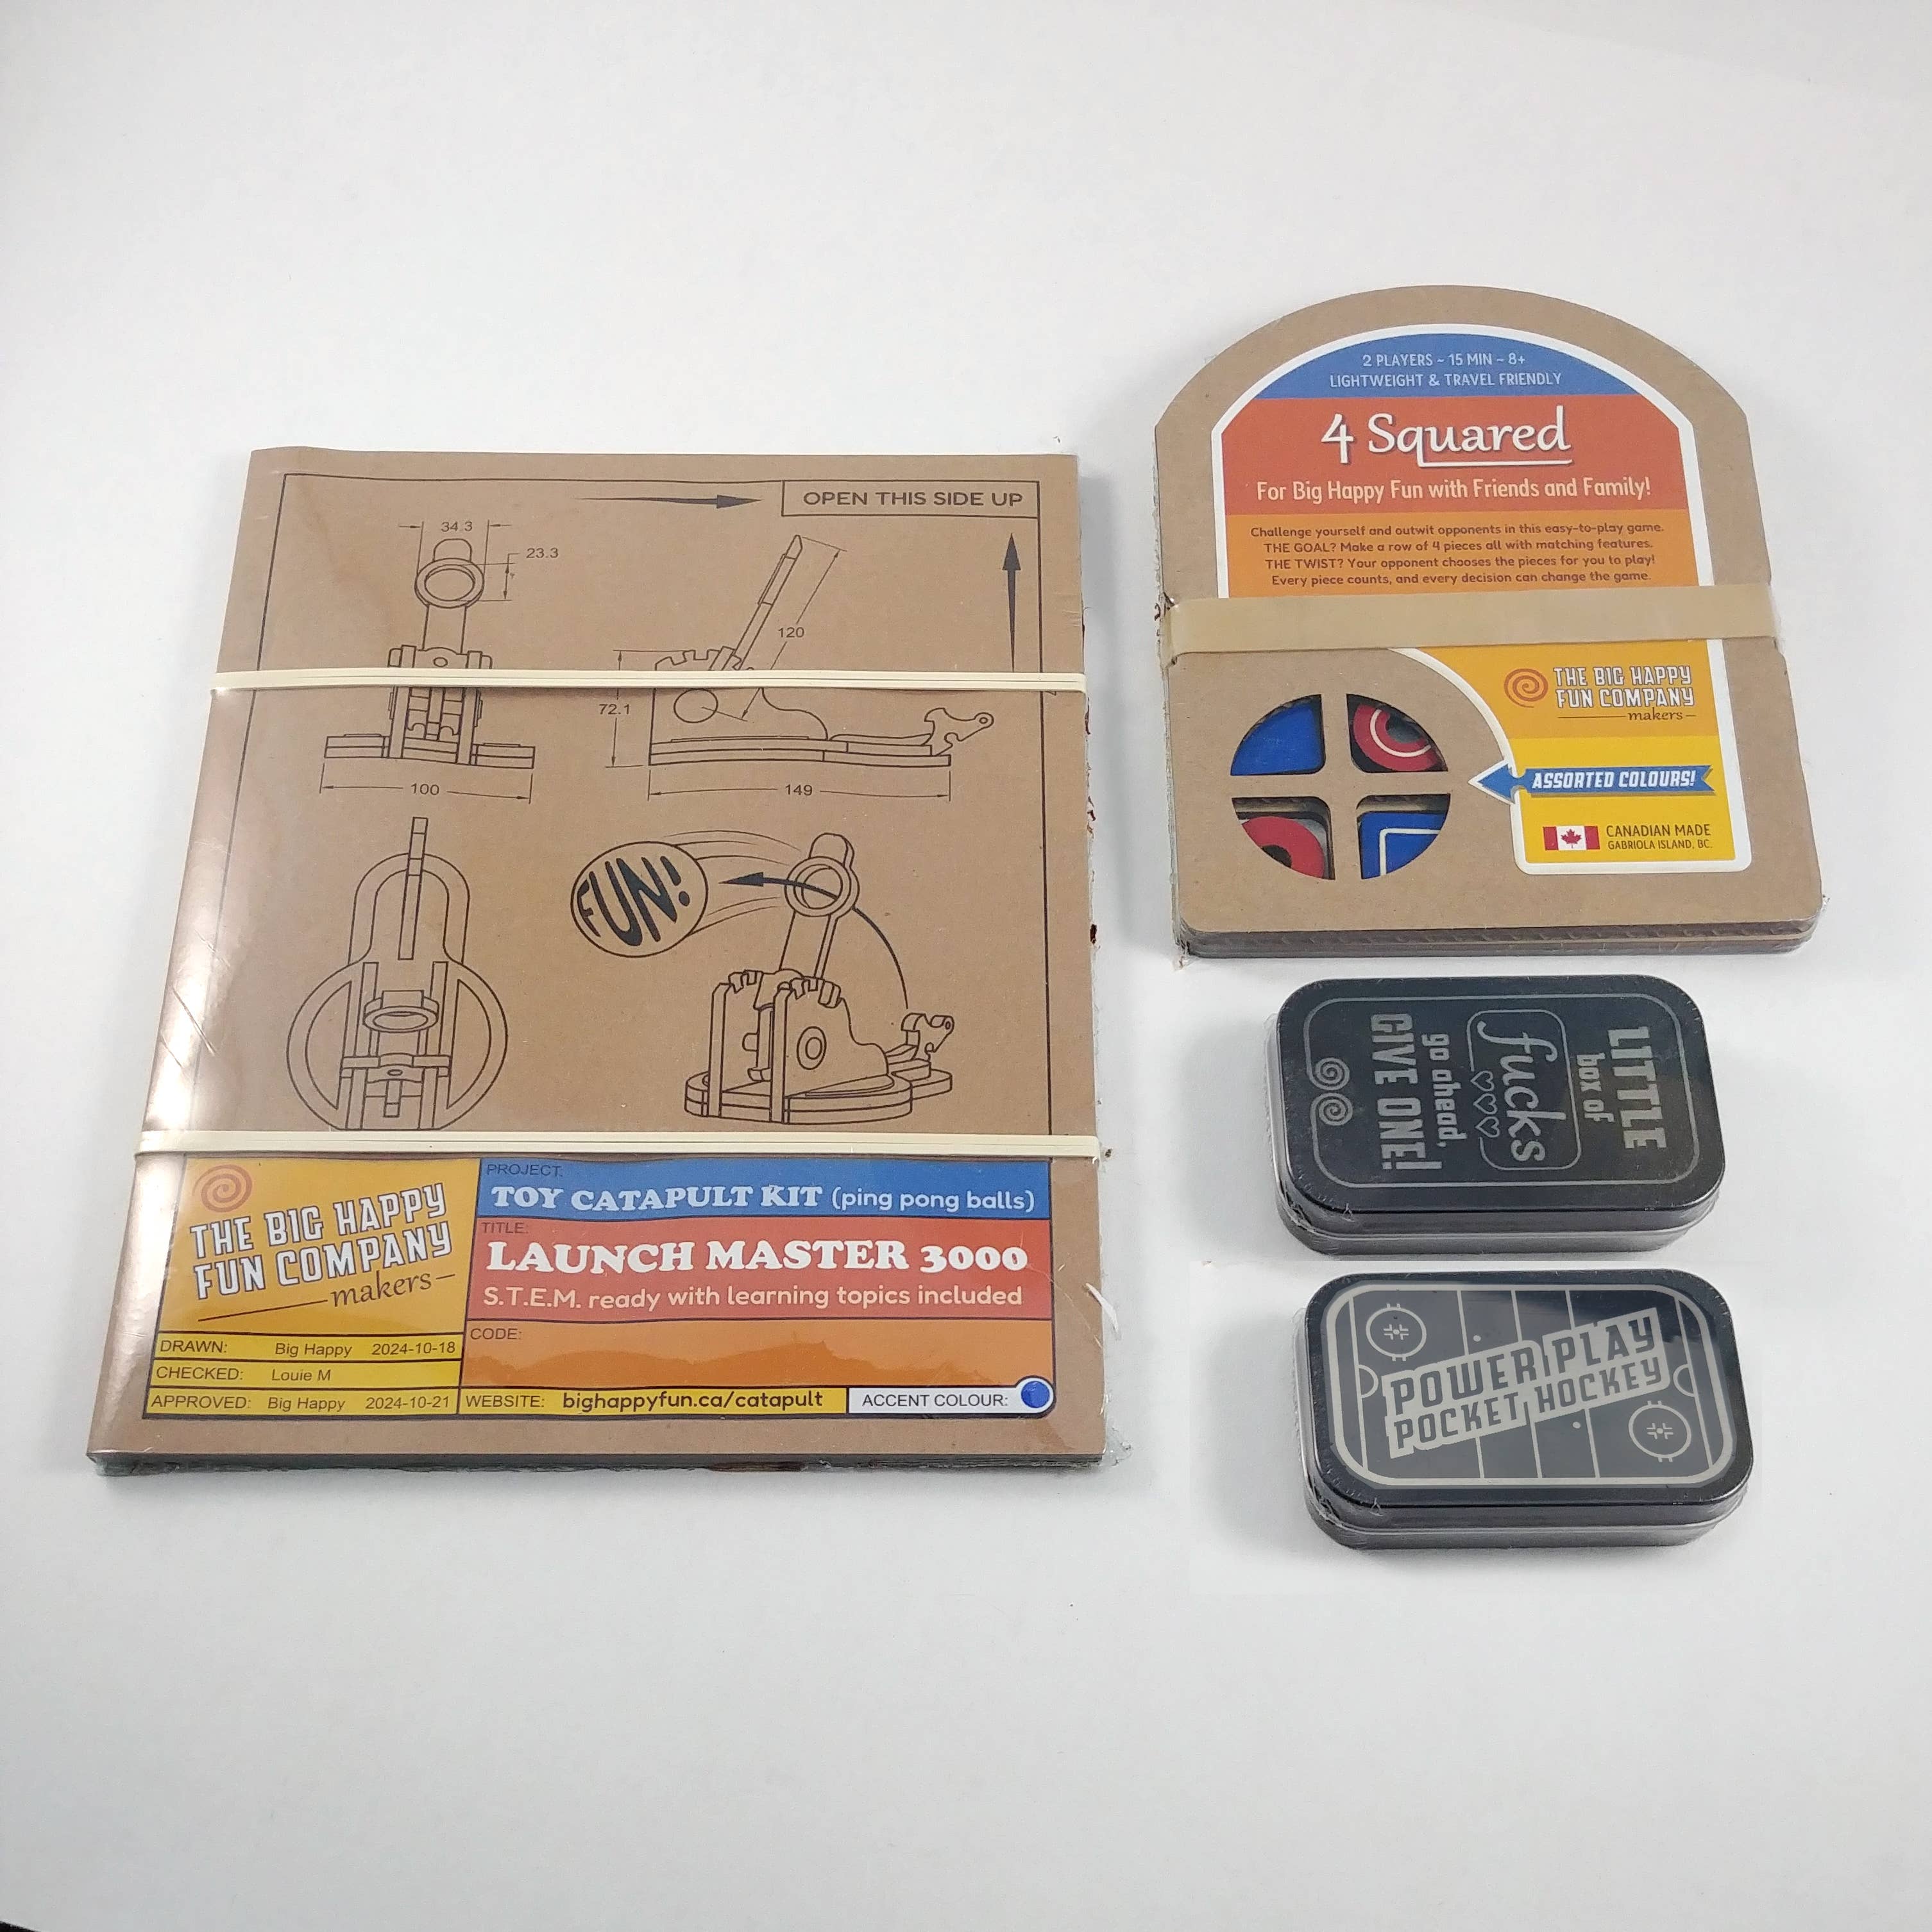 OPEN THIS SIDE UP
34.3
23.3
120
72.1
100
149
FUN!
THE BIG HAPPY
FUN COMPANY
makers
PROJECT:
TOY CATAPULT KIT (ping pong balls)
TITLE:
LAUNCH MASTER 3000
S.T.E.M. ready with learning topics included
CODE:
DRAWN: Big Happy 2024-10-18
CHECKED: Louie M
APPROVED: Big Happy 2024-10-21
WEBSITE: bighappyfun.ca/catapult
ACCENT COLOUR:
2 PLAYERS ~ 15 MIN ~ 8+
LIGHTWEIGHT & TRAVEL FRIENDLY
4 Squared
For Big Happy Fun with Friends and Family!
Challenge yourself and outwit opponents in this easy-to-play game.
THE GOAL? Make a row of 4 pieces all with matching features.
THE TWIST? Your opponent chooses the pieces for you to play!
Every piece counts, and every decision can change the game.
THE BIG HAPPY
FUN COMPANY
makers
ASSORTED COLOURS!
CANADIAN MADE
GABRIOLA ISLAND, BC.
LITTLE
box of
fucks
go ahead,
GIVE ONE!
POWER PLAY
POCKET HOCKEY